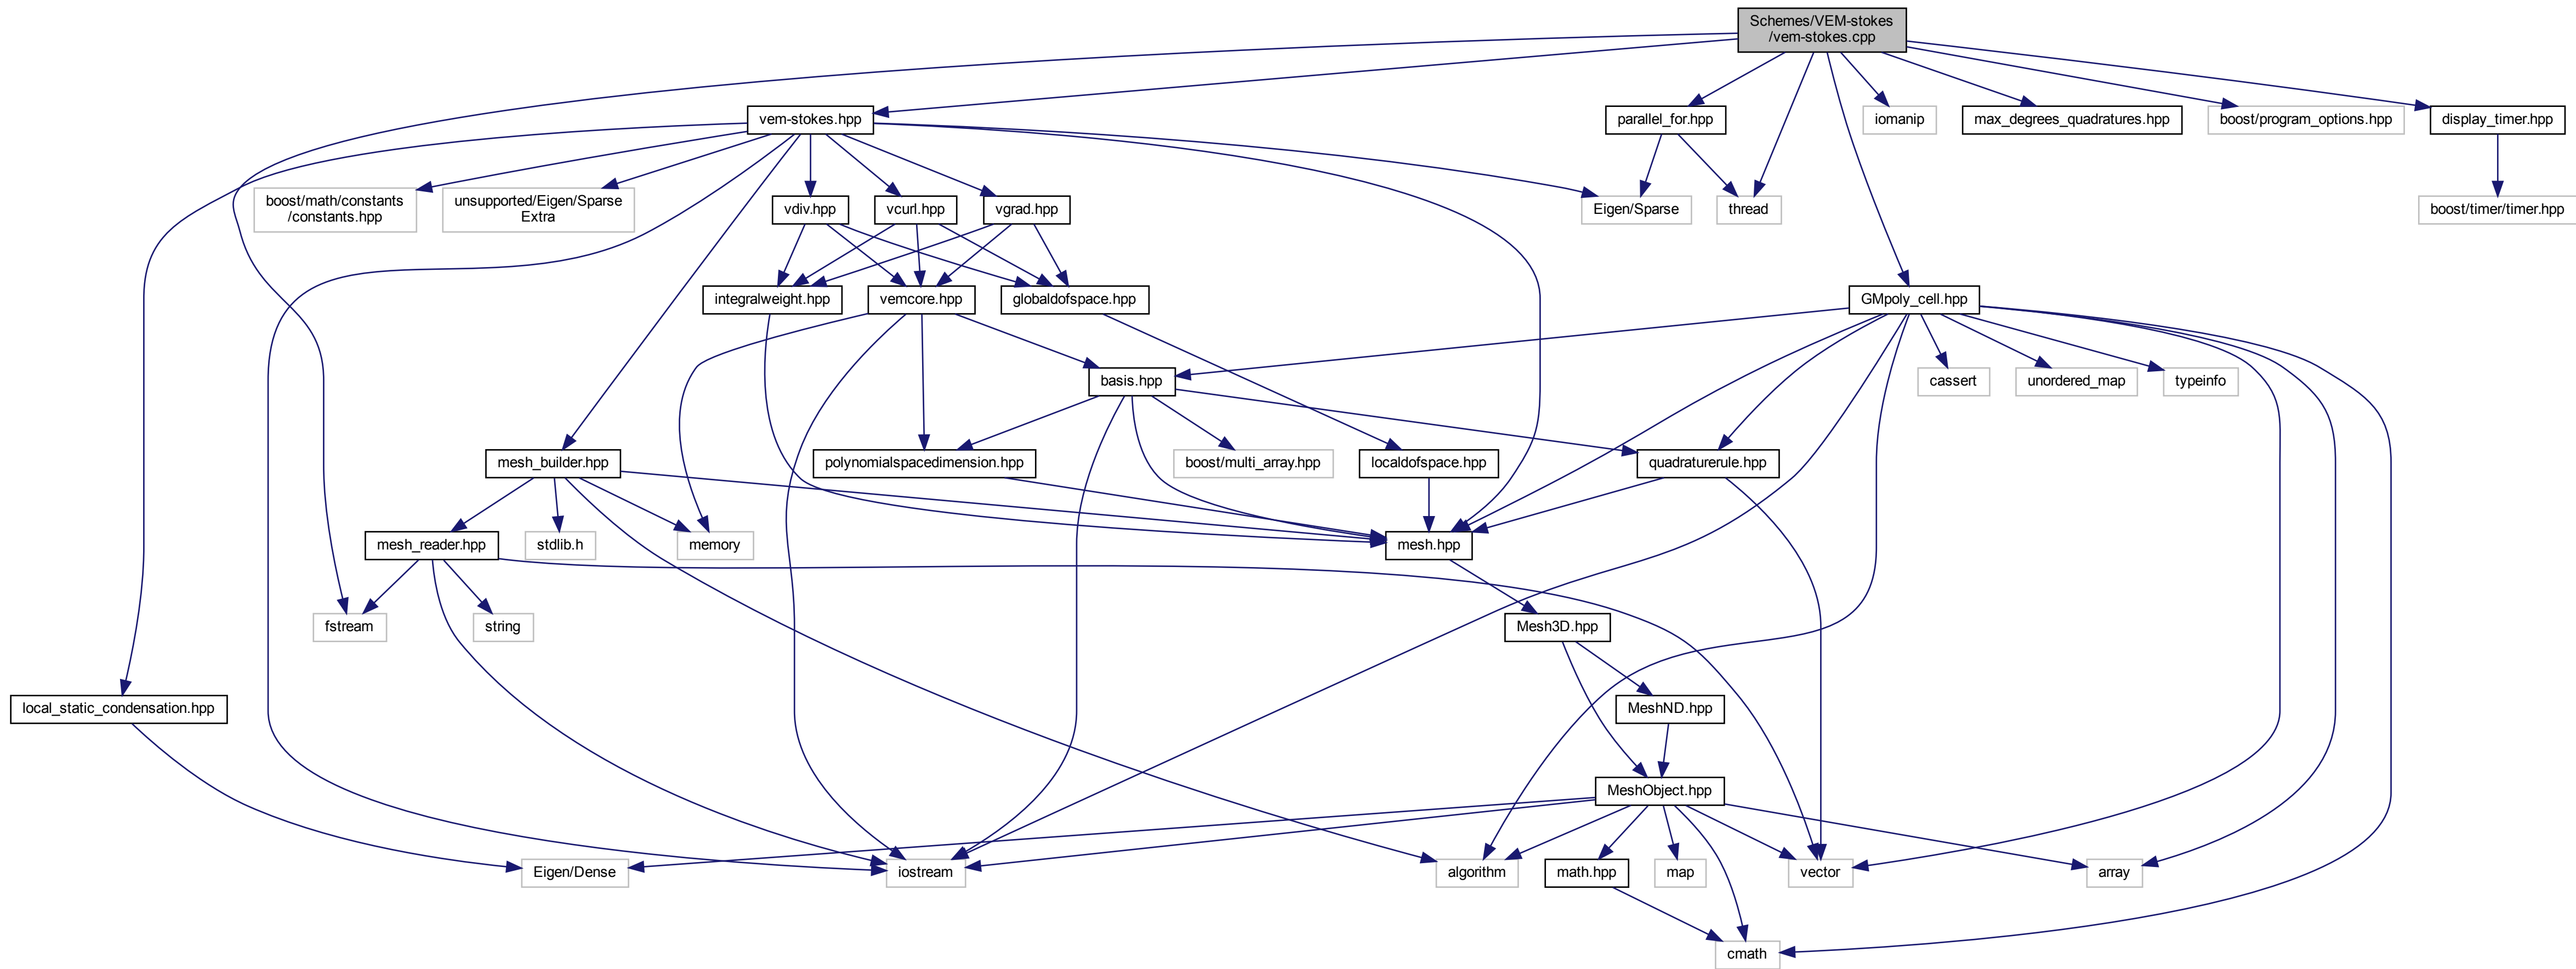 Schemes/VEM-stokes
/vem-stokes.cpp
vem-stokes.hpp
parallel_for.hpp
iomanip
max_degrees_quadratures.hpp
boost/program_options.hpp
display_timer.hpp
boost/math/constants
/constants.hpp
unsupported/Eigen/Sparse
Extra
vdiv.hpp
vcurl.hpp
vgrad.hpp
Eigen/Sparse
thread
boost/timer/timer.hpp
integralweight.hpp
vemcore.hpp
globaldofspace.hpp
GMpoly_cell.hpp
basis.hpp
cassert
unordered_map
typeinfo
mesh_builder.hpp
polynomialspacedimension.hpp
boost/multi_array.hpp
localdofspace.hpp
quadraturerule.hpp
mesh_reader.hpp
stdlib.h
memory
mesh.hpp
fstream
string
Mesh3D.hpp
local_static_condensation.hpp
MeshND.hpp
MeshObject.hpp
Eigen/Dense
iostream
algorithm
math.hpp
map
vector
array
cmath